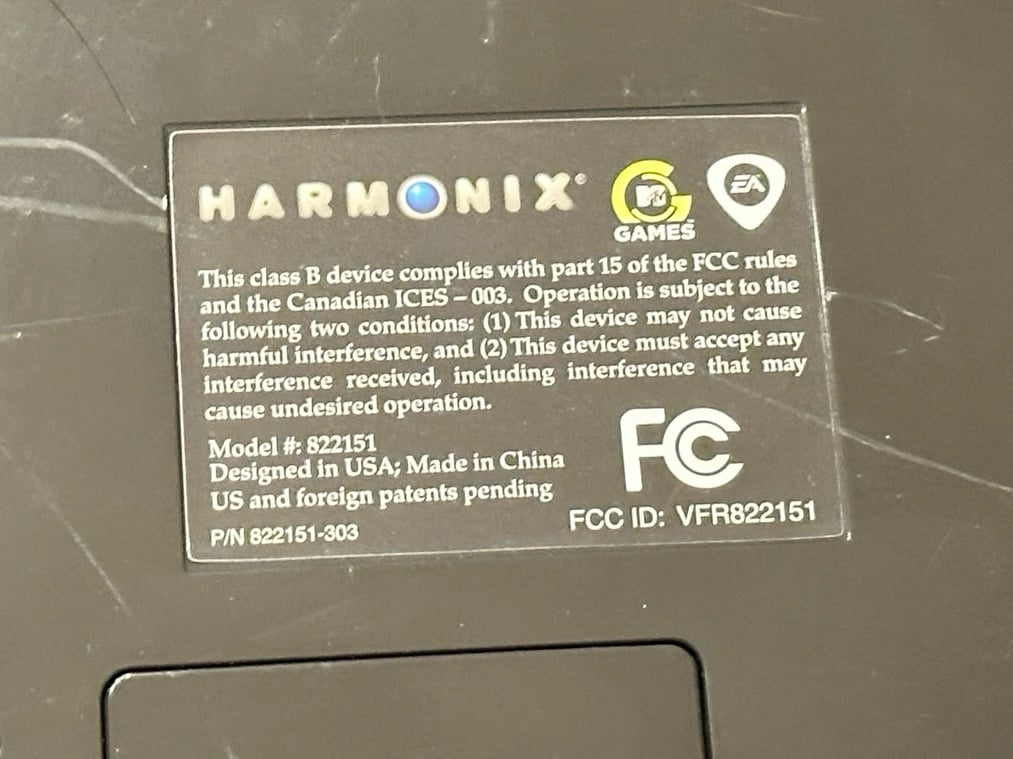 HARMONIX®
MTV
GAMES™
EA
This class B device complies with part 15 of the FCC rules
and the Canadian ICES – 003. Operation is subject to the
following two conditions: (1) This device may not cause
harmful interference, and (2) This device must accept any
interference received, including interference that may
cause undesired operation.
Model #: 822151
Designed in USA; Made in China
US and foreign patents pending
P/N 822151-303
FC
FCC ID: VFR822151